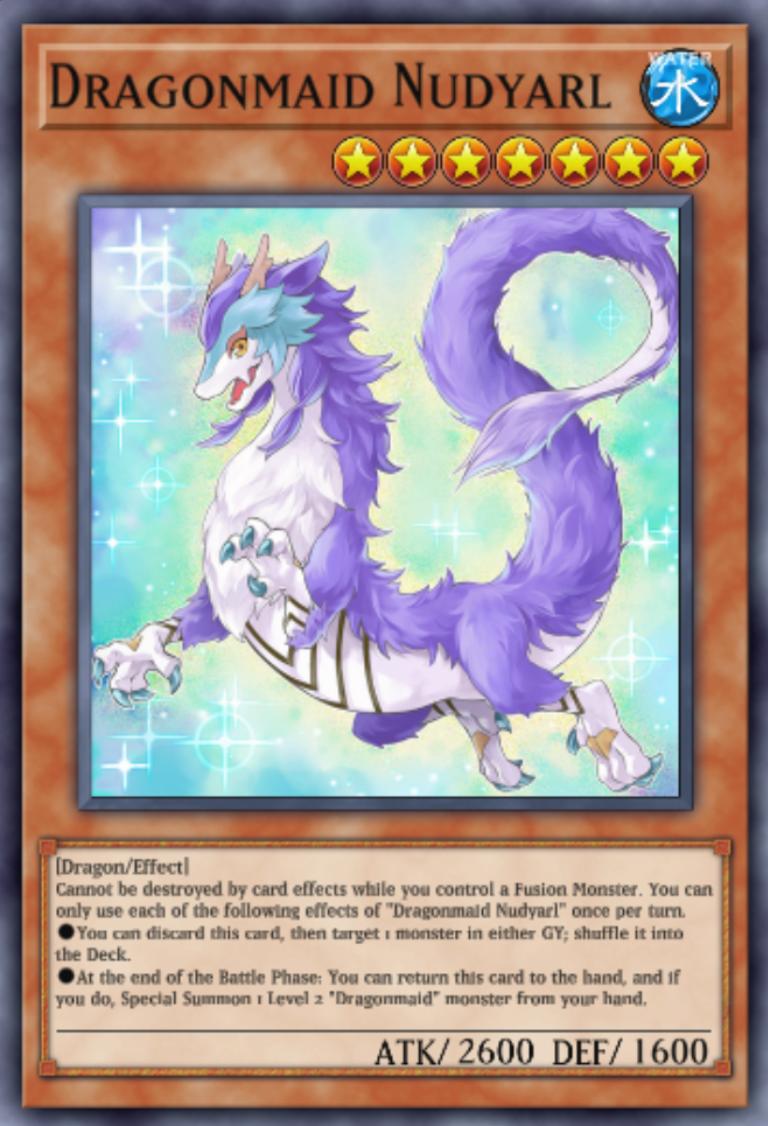 DRAGONMAID NUDYARL
WATER
水
[Dragon/Effect]
Cannot be destroyed by card effects while you control a Fusion Monster. You can
only use each of the following effects of "Dragonmaid Nudyarl" once per turn.
●You can discard this card, then target 1 monster in either GY; shuffle it into
the Deck.
●At the end of the Battle Phase: You can return this card to the hand, and if
you do, Special Summon 1 Level 2 "Dragonmaid" monster from your hand.
ATK/ 2600 DEF/ 1600